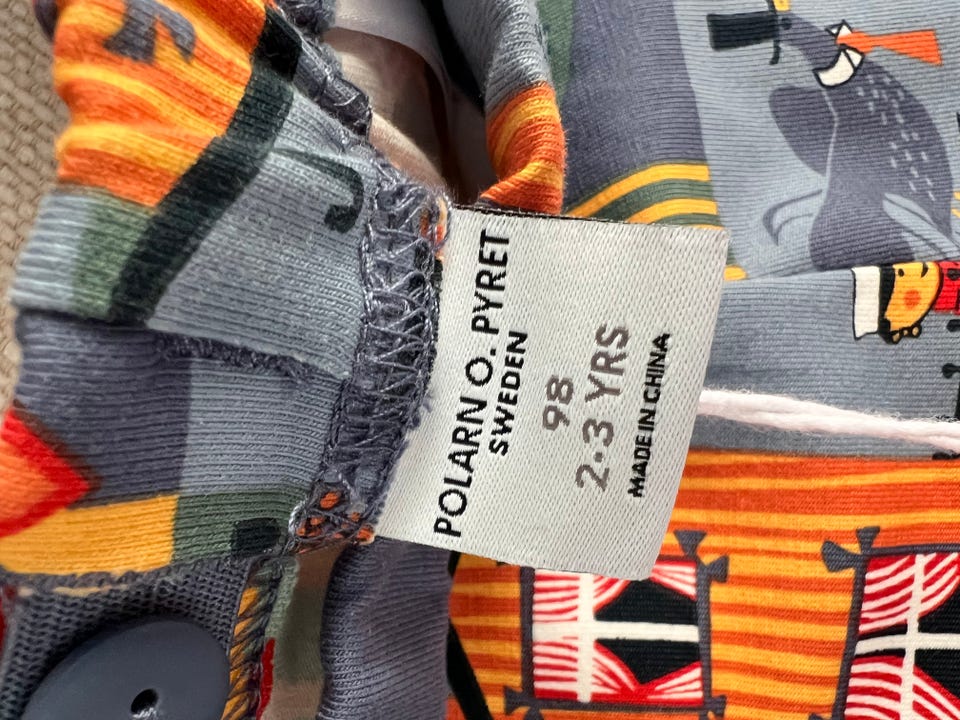 POLARN O. PYRET
SWEDEN
98
2-3 YRS
MADE IN CHINA